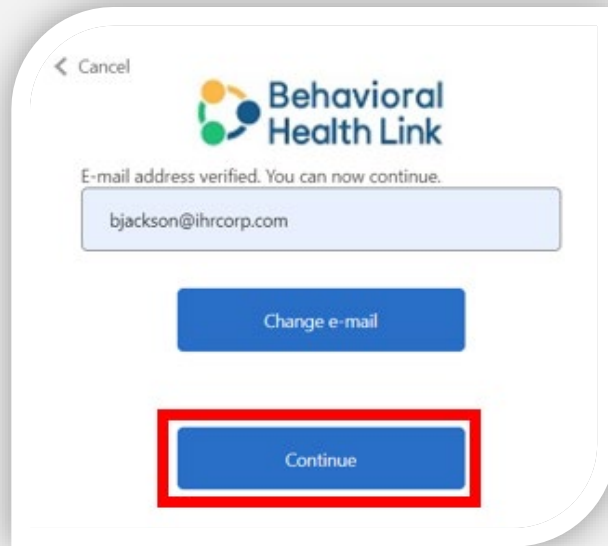 Cancel
Behavioral
Health Link
E-mail address verified. You can now continue.
bjackson@ihrcorp.com
Change e-mail
Continue